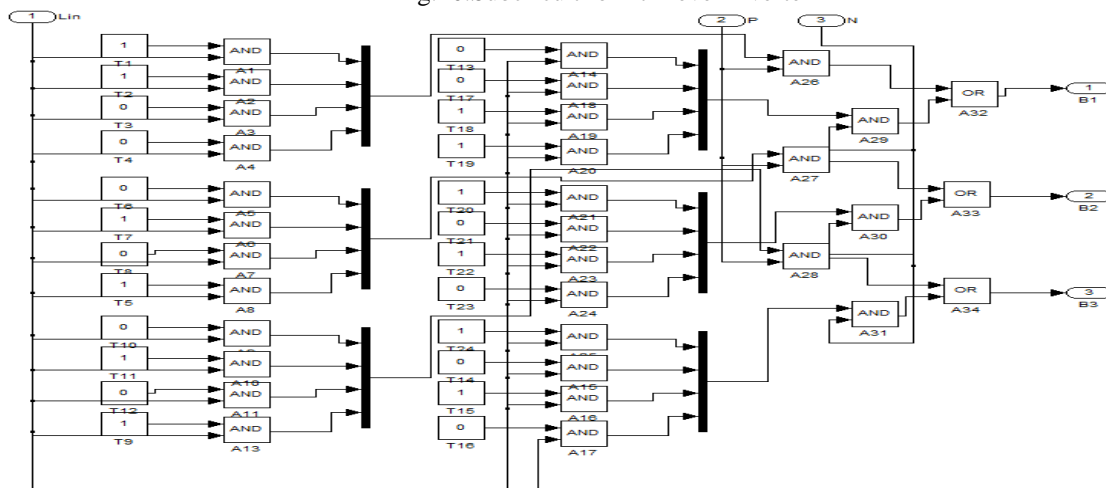 1 Lin
1
T1
1
T2
0
T3
0
T4
0
T6
1
T7
0
T8
1
T5
0
T10
1
T11
0
T12
1
T9
AND
A1
AND
A2
AND
A3
AND
A4
AND
A5
AND
A6
AND
A7
AND
A8
AND
AND
A10
AND
A11
AND
A13
0
T13
0
T17
1
T18
1
T19
1
T20
0
T21
1
T22
0
T23
1
T24
0
T14
1
T15
0
T16
AND
A14
AND
A18
AND
A19
AND
A20
AND
A21
AND
A22
AND
A23
AND
A24
AND
AND
A15
AND
A16
AND
A17
2 P
3 N
AND
A26
AND
A27
AND
A28
AND
A29
AND
A30
AND
A31
OR
A32
OR
A33
OR
A34
1
B1
2
B2
3
B3